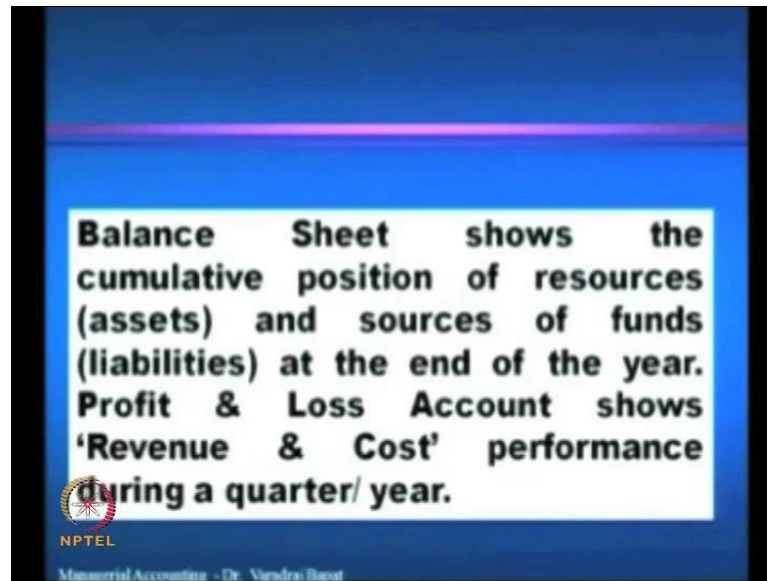 Balance Sheet shows the
cumulative position of resources
(assets) and sources of funds
(liabilities) at the end of the year.
Profit & Loss Account shows
‘Revenue & Cost’ performance
during a quarter/ year.
NPTEL
Managerial Accounting - Dr. Varadraj Bapat